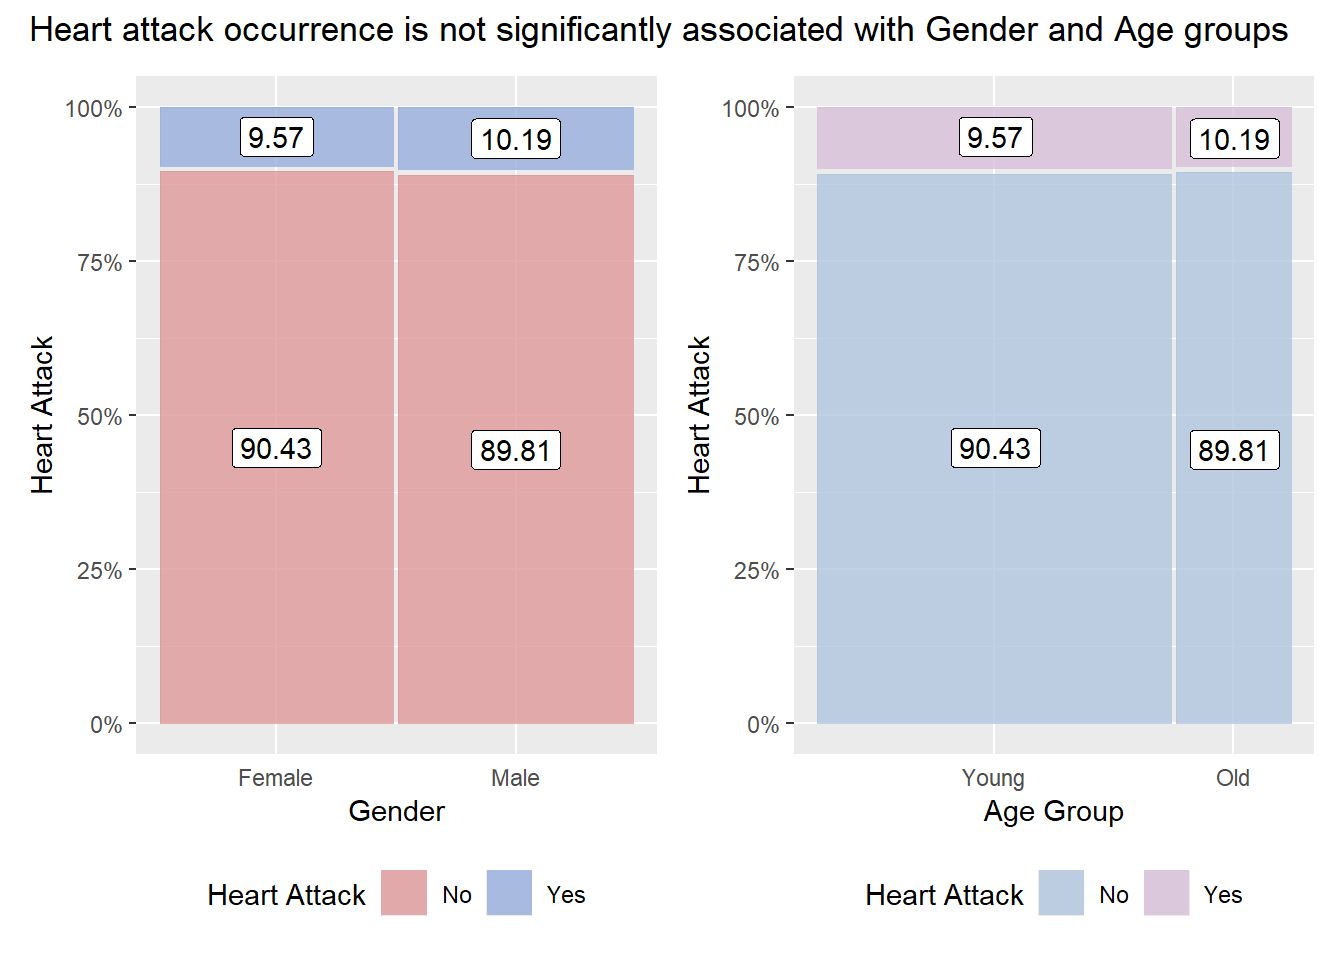 Heart attack occurrence is not significantly associated with Gender and Age groups
Heart Attack
100%
75%
50%
25%
0%
9.57
10.19
90.43
89.81
Female
Male
Gender
Heart Attack
No
Yes
Heart Attack
100%
75%
50%
25%
0%
9.57
10.19
90.43
89.81
Young
Old
Age Group
Heart Attack
No
Yes